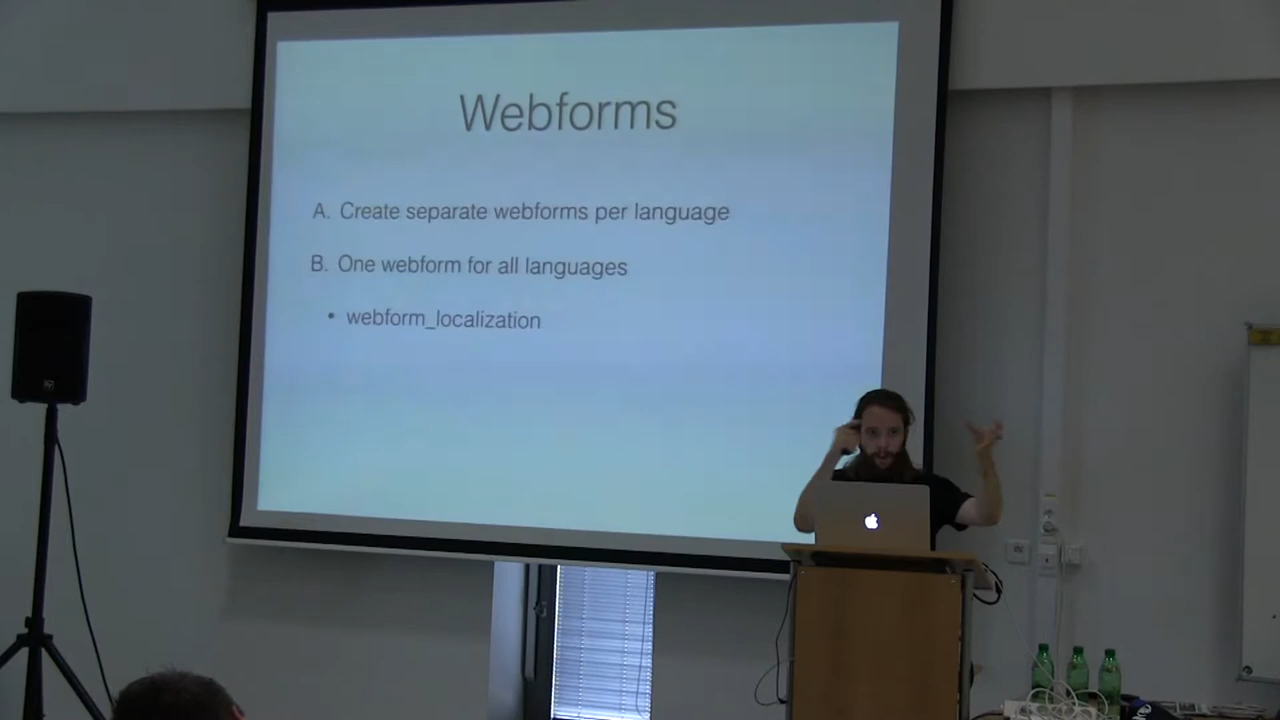 Webforms
A. Create separate webforms per language
B. One webform for all languages
• webform_localization